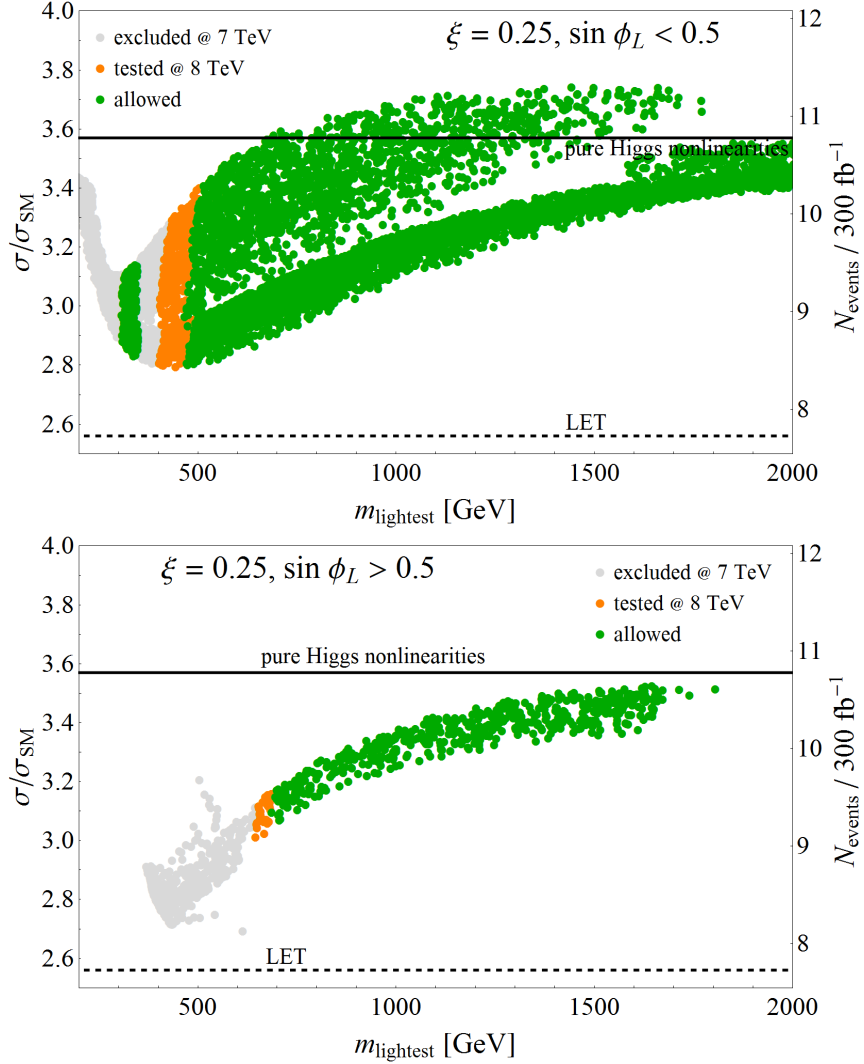 4.0
3.8
3.6
3.4
3.2
3.0
2.8
2.6
σ/σSM
excluded @ 7 TeV
tested @ 8 TeV
allowed
ξ = 0.25, sin ϕL < 0.5
pure Higgs nonlinearities
LET
12
11
10
9
8
Nevents / 300 fb⁻¹
500 1000 1500 2000
mlightest [GeV]
4.0
3.8
3.6
3.4
3.2
3.0
2.8
2.6
σ/σSM
ξ = 0.25, sin ϕL > 0.5
excluded @ 7 TeV
tested @ 8 TeV
allowed
pure Higgs nonlinearities
LET
12
11
10
9
8
Nevents / 300 fb⁻¹
500 1000 1500 2000
mlightest [GeV]